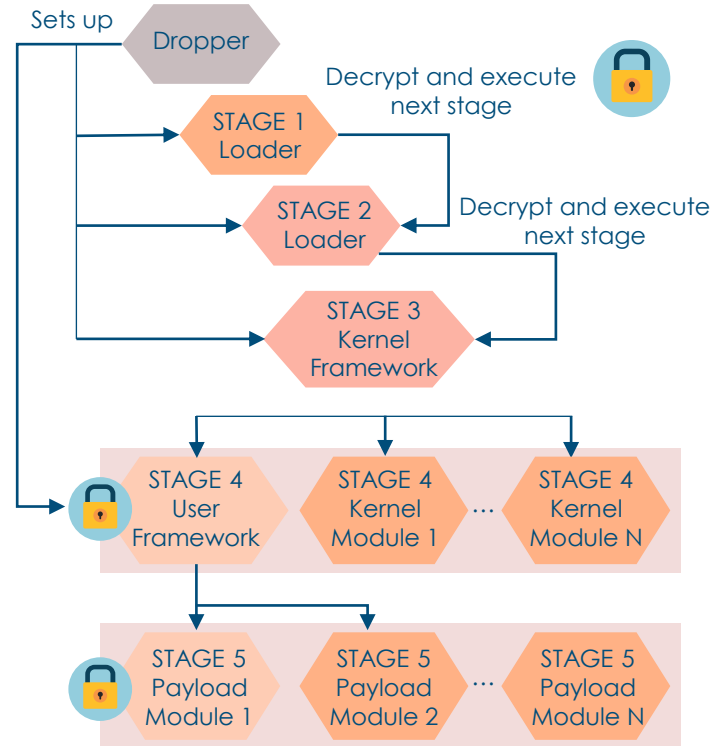 Sets up
Dropper
Decrypt and execute
next stage
STAGE 1
Loader
STAGE 2
Loader
Decrypt and execute
next stage
STAGE 3
Kernel
Framework
STAGE 4
User
Framework
STAGE 4
Kernel
Module 1
...
STAGE 4
Kernel
Module N
STAGE 5
Payload
Module 1
STAGE 5
Payload
Module 2
...
STAGE 5
Payload
Module N